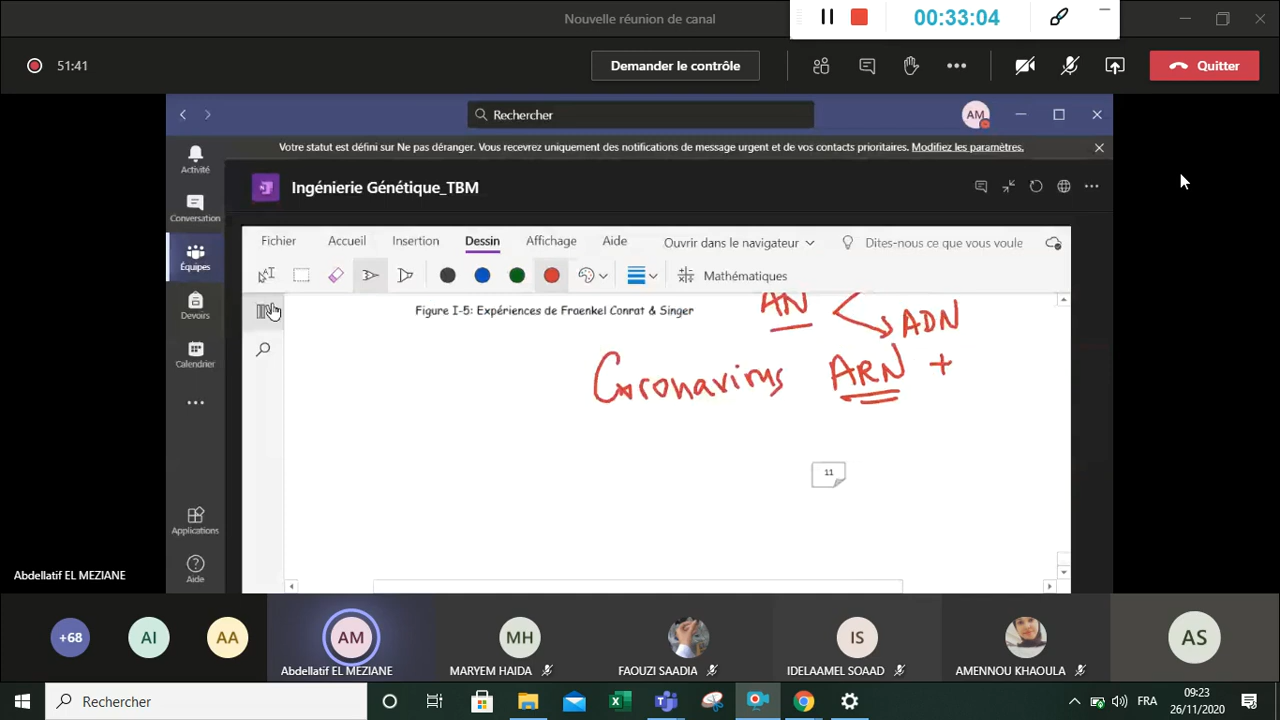 Nouvelle réunion de canal
00:33:04
51:41
Demander le contrôle
Quitter
Rechercher
AM
Votre statut est défini sur Ne pas déranger. Vous recevrez uniquement des notifications de message urgent et de vos contacts prioritaires. Modifiez les paramètres.
Activité
Ingénierie Génétique_TBM
Conversation
Fichier Accueil Insertion Dessin Affichage Aide Ouvrir dans le navigateur Dites-nous ce que vous voule
Équipes
Mathématiques
Devoirs
Figure I-5: Expériences de Fraenkel Conrat & Singer
AN
ADN
Calendrier
Coronavirus ARN +
11
Applications
Aide
Abdellatif EL MEZIANE
+68 AI AA AM MH IS AS
Abdellatif EL MEZIANE MARYEM HAIDA FAOUZI SAADIA IDELAAMEL SOAAD AMENNOU KHAOULA
Rechercher
FRA
09:23
26/11/2020